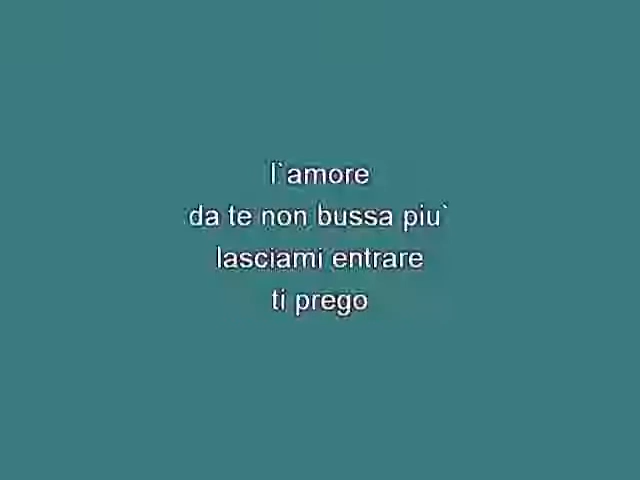 l`amore
da te non bussa piu`
lasciami entrare
ti prego